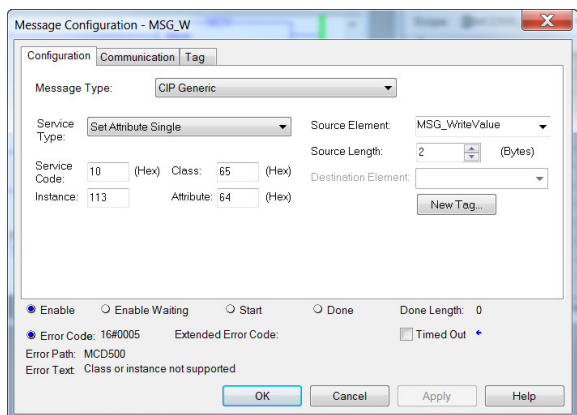 Message Configuration - MSG_W
Configuration Communication Tag
Message Type: CIP Generic
Service Type: Set Attribute Single Source Element: MSG_WriteValue
Source Length: 2 (Bytes)
Service Code: 10 (Hex) Class: 65 (Hex) Destination Element:
Instance: 113 Attribute: 64 (Hex) New Tag...
Enable Enable Waiting Start Done Done Length: 0
Error Code: 16#0005 Extended Error Code: Timed Out
Error Path: MCD500
Error Text: Class or instance not supported
OK Cancel Apply Help